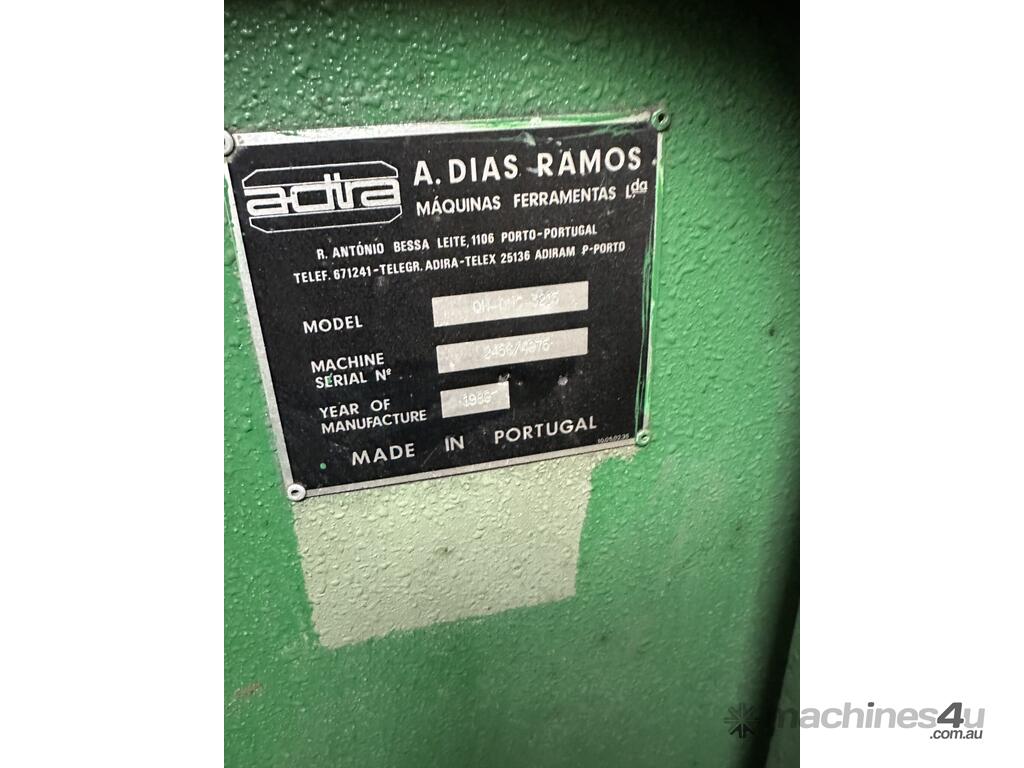 adira
A. DIAS RAMOS
MÁQUINAS FERRAMENTAS L.da
R. ANTÓNIO BESSA LEITE, 1106 PORTO-PORTUGAL
TELEF. 671241-TELEGR. ADIRA-TELEX 25136 ADIRAM P-PORTO
MODEL
MACHINE
SERIAL Nº
YEAR OF
MANUFACTURE
MADE IN PORTUGAL
machines4u
.com.au